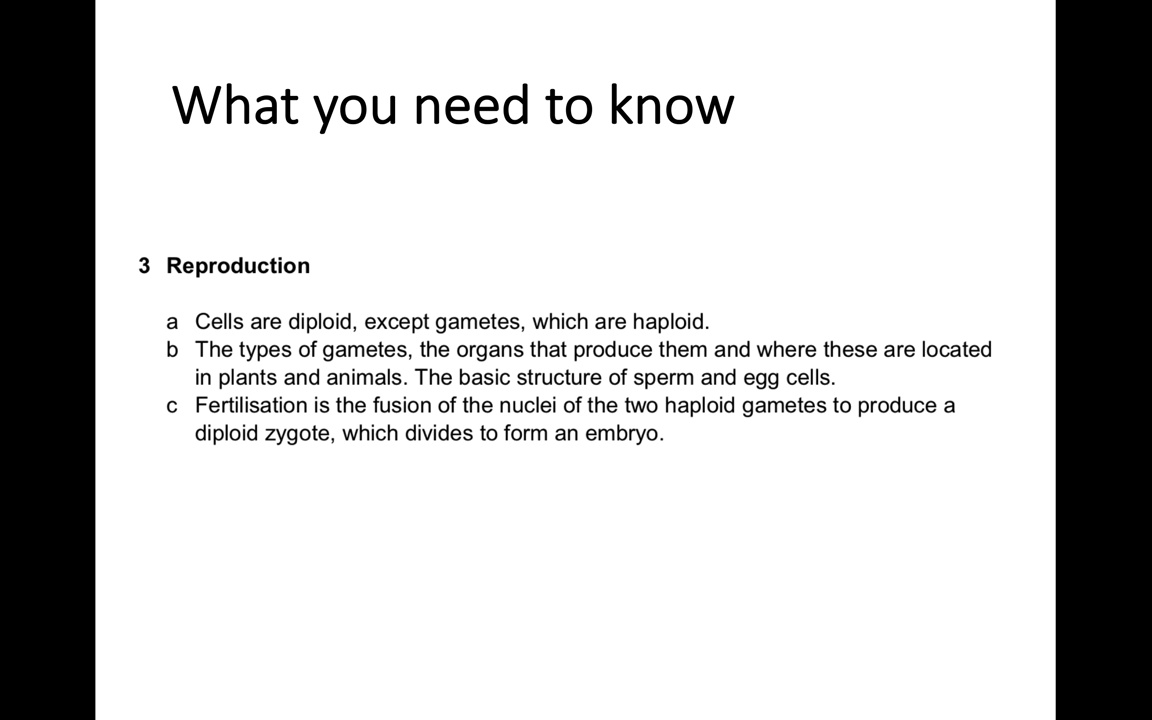 What you need to know
3 Reproduction
a Cells are diploid, except gametes, which are haploid.
b The types of gametes, the organs that produce them and where these are located
in plants and animals. The basic structure of sperm and egg cells.
c Fertilisation is the fusion of the nuclei of the two haploid gametes to produce a
diploid zygote, which divides to form an embryo.